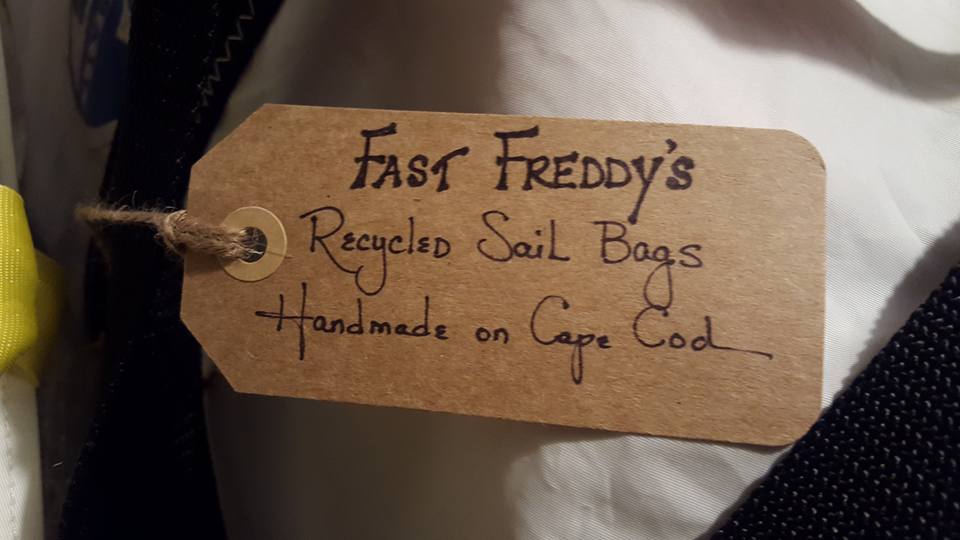 Fast Freddy's
Recycled Sail Bags
Handmade on Cape Cod